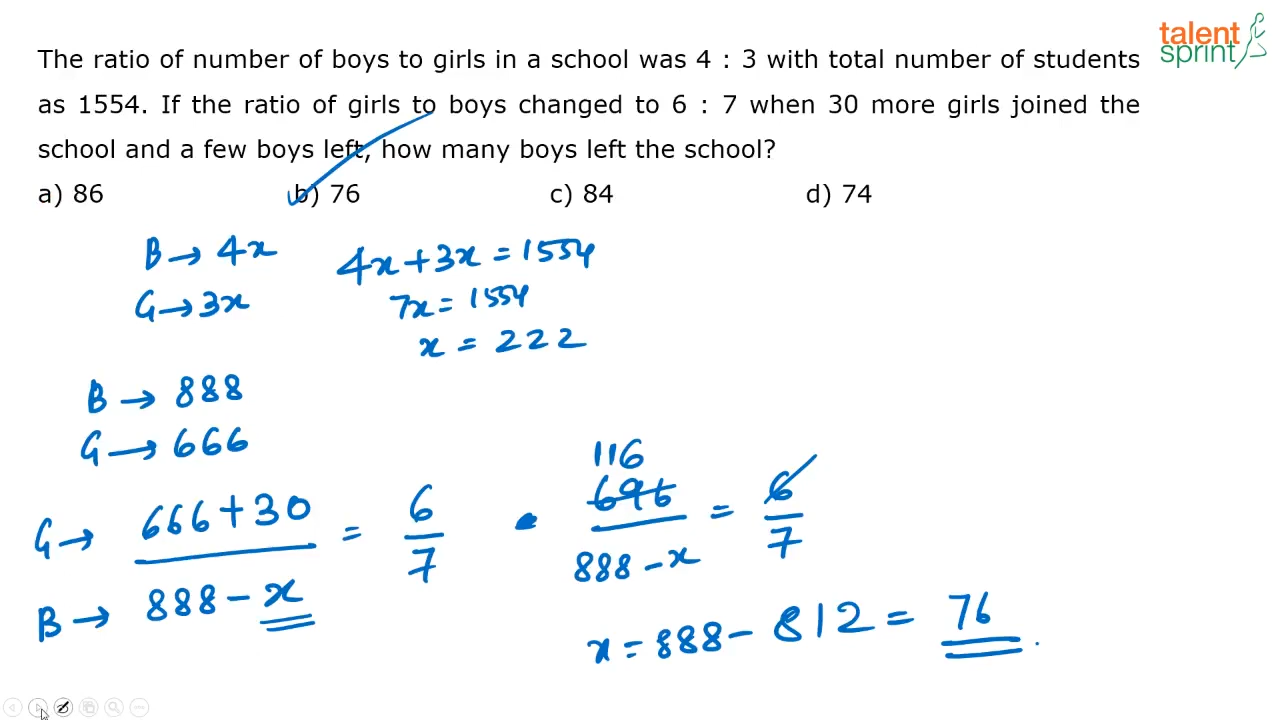 talent
sprint
The ratio of number of boys to girls in a school was 4 : 3 with total number of students
as 1554. If the ratio of girls to boys changed to 6 : 7 when 30 more girls joined the
school and a few boys left, how many boys left the school?
a) 86 b) 76 c) 84 d) 74
B → 4x 4x + 3x = 1554
G → 3x 7x = 1554
x = 222
B → 888
G → 666
116
G → 666 + 30 = 6 696 = 6
B → 888 - x 7 888 - x 7
x = 888 - 812 = 76